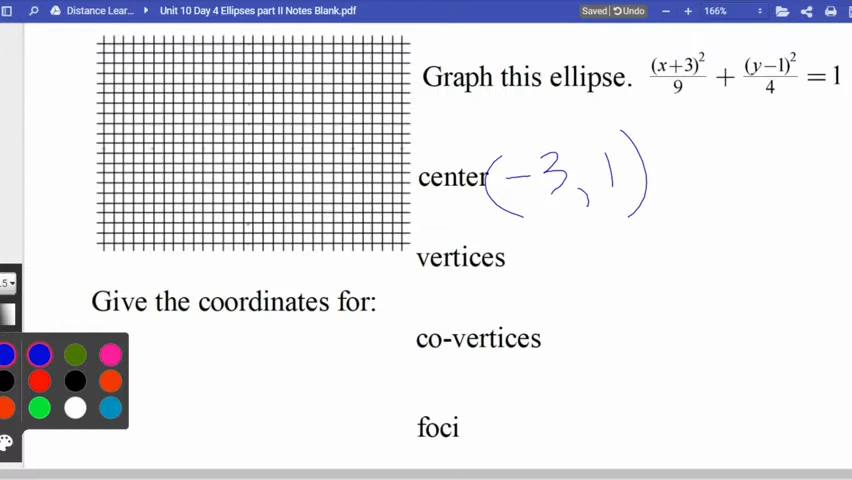 Distance Lear... ▸ Unit 10 Day 4 Ellipses part II Notes Blank.pdf Saved Undo − + 166%
Graph this ellipse. (x+3)²/9 + (y−1)²/4 = 1
center (−3, 1)
vertices
.5
Give the coordinates for:
co-vertices
foci